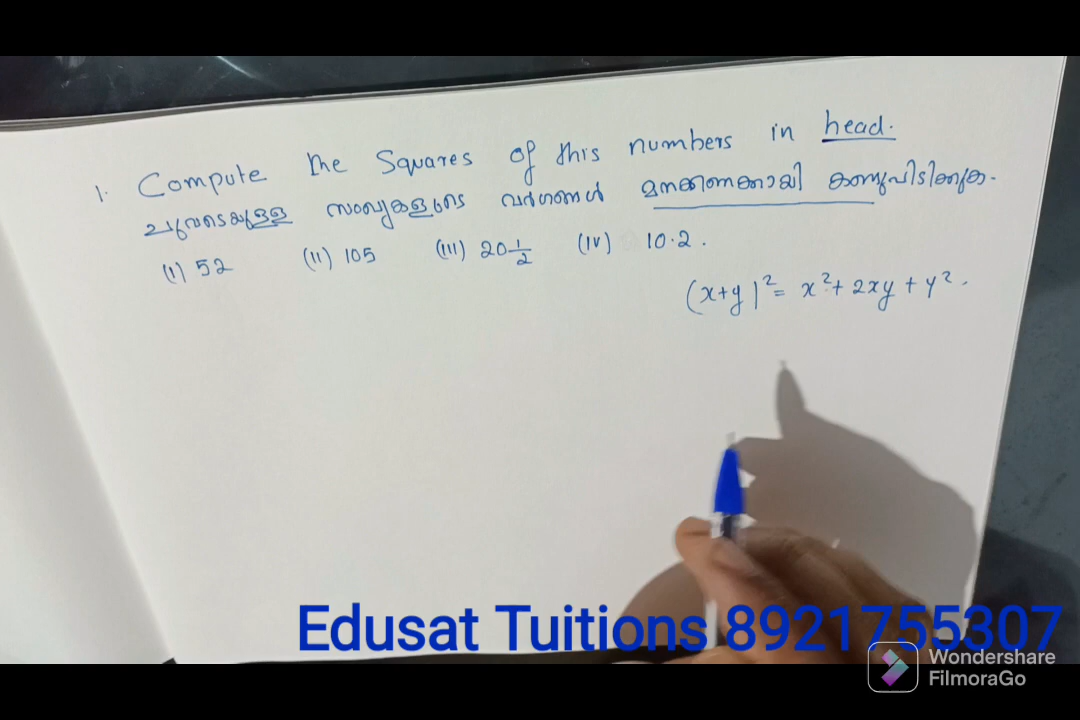 1. Compute the Squares of this numbers in head.
ചുവടെയുള്ള സംഖ്യകളുടെ വർഗങ്ങൾ മനക്കണക്കായി കണ്ടുപിടിക്കുക.
(I) 52 (II) 105 (III) 20 1/2 (IV) 10.2.
(x+y)² = x² + 2xy + y².
Edusat Tuitions 8921755307
Wondershare
FilmoraGo